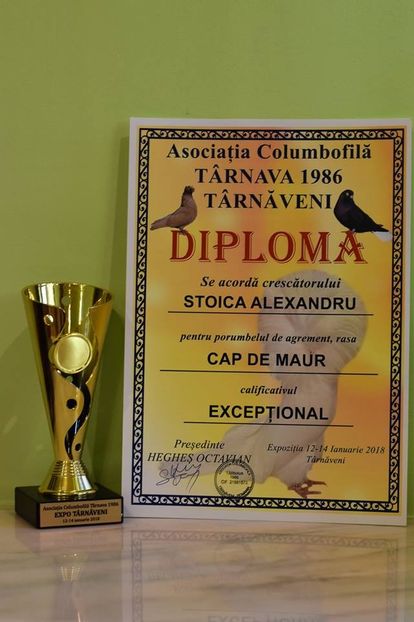 Asociația Columbofilă
TÂRNAVA 1986
TÂRNĂVENI
DIPLOMA
Se acordă crescătorului
STOICA ALEXANDRU
pentru porumbelul de agrement, rasa
CAP DE MAUR
calificativul
EXCEPȚIONAL
Președinte
HEGHEȘ OCTAVIAN
Expoziția 12-14 Ianuarie 2018
Târnăveni
Asociația Columbofilă Târnava 1986
EXPO TÂRNĂVENI
12-14 ianuarie 2018